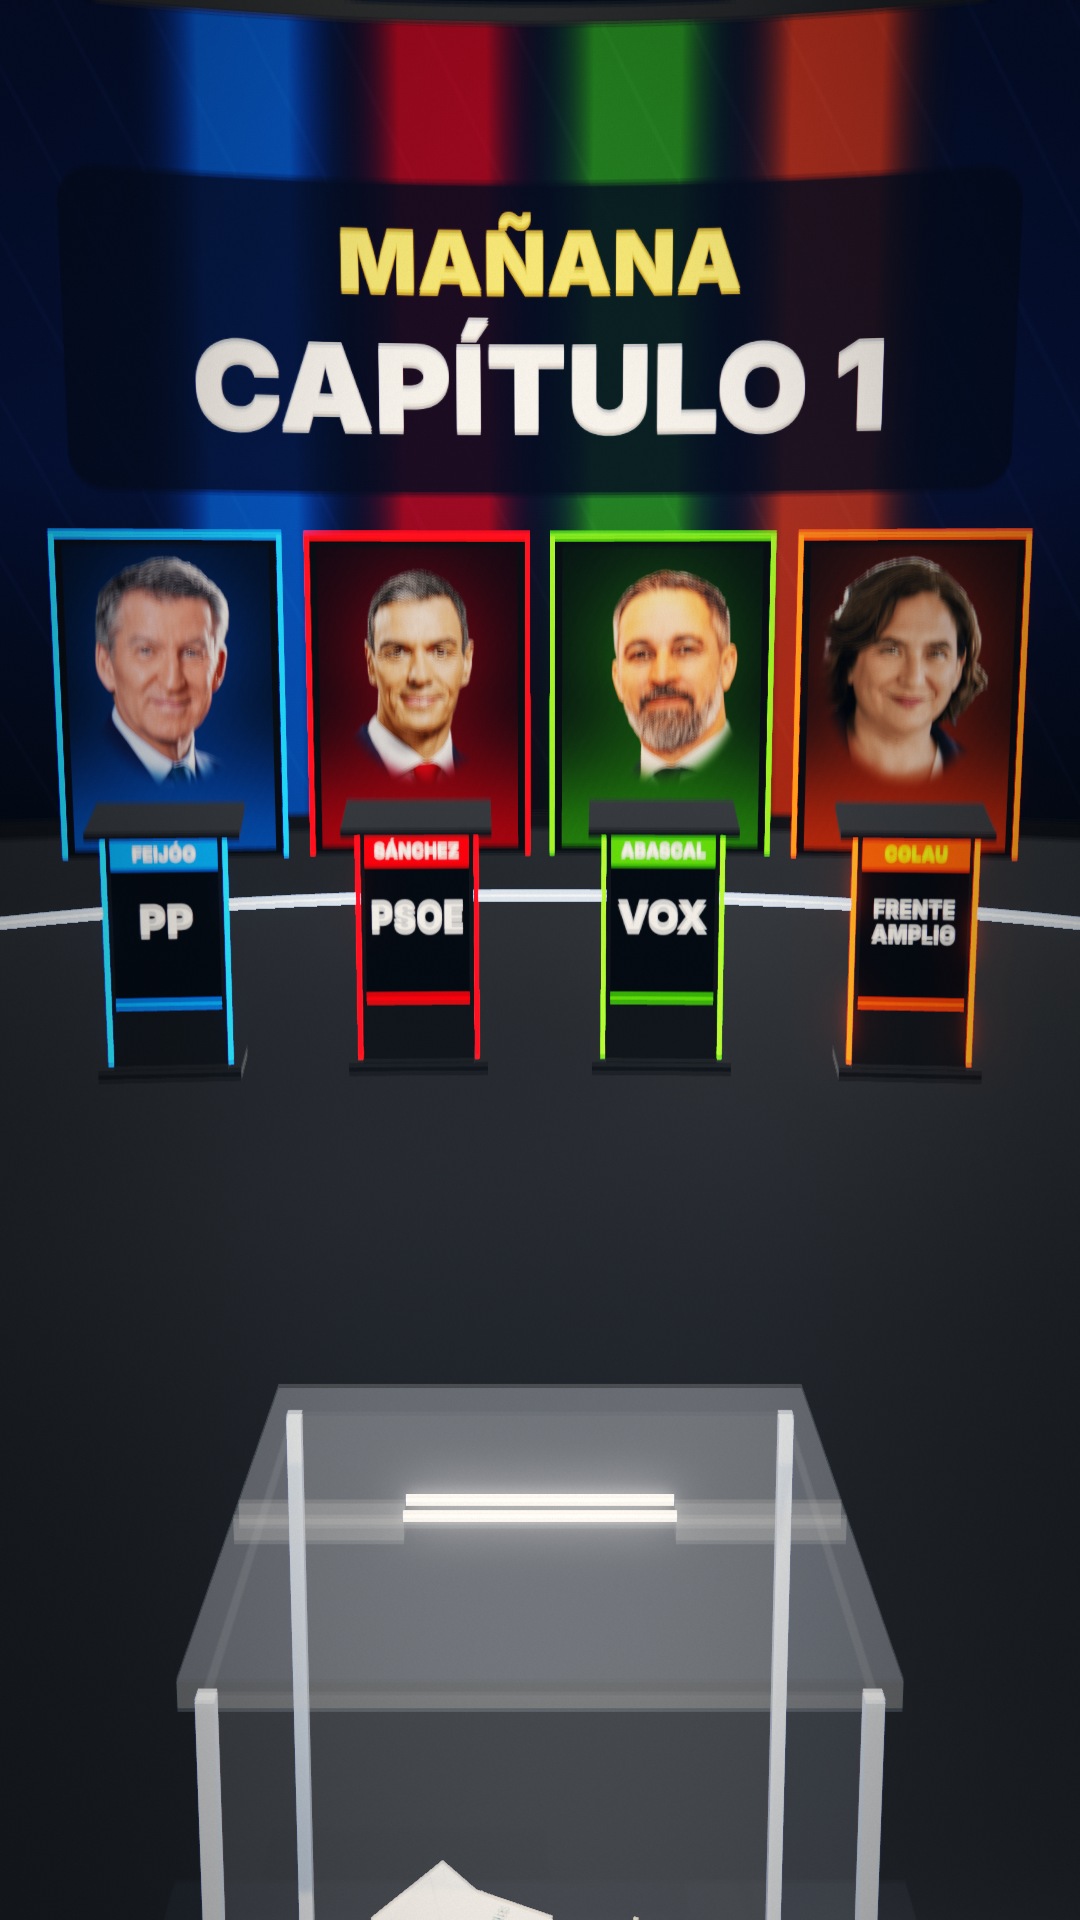 MAÑANA
CAPÍTULO 1
FEIJÓO
SÁNCHEZ
ABASCAL
COLAU
PP
PSOE
VOX
FRENTE
AMPLIO